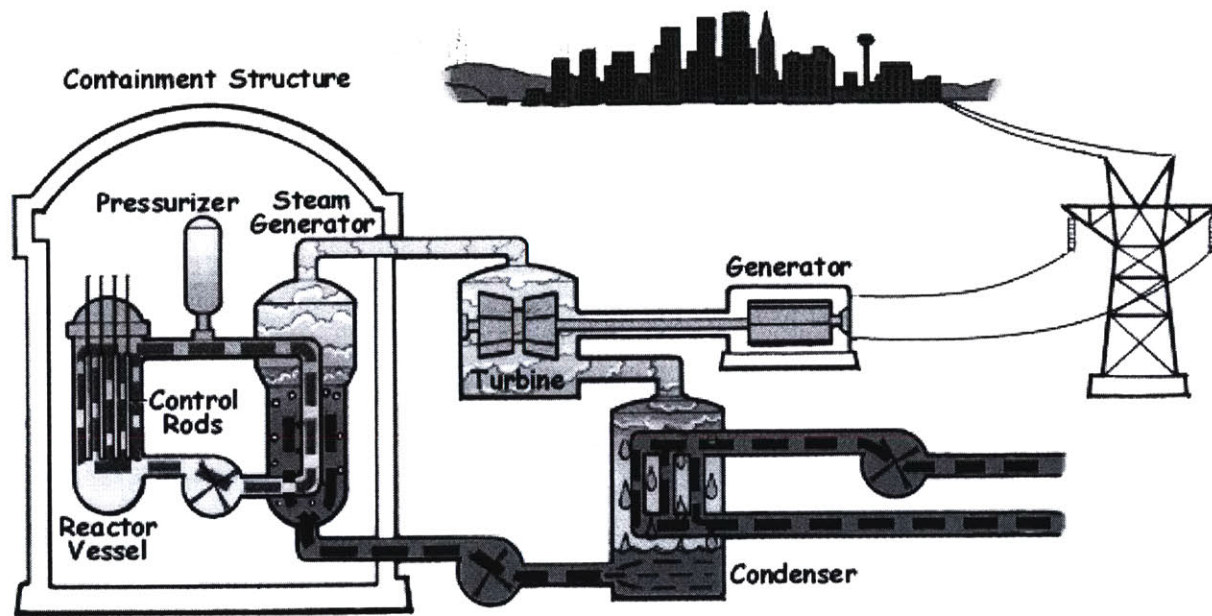 Containment Structure
Pressurizer
Steam
Generator
Control
Rods
Reactor
Vessel
Turbine
Generator
Condenser